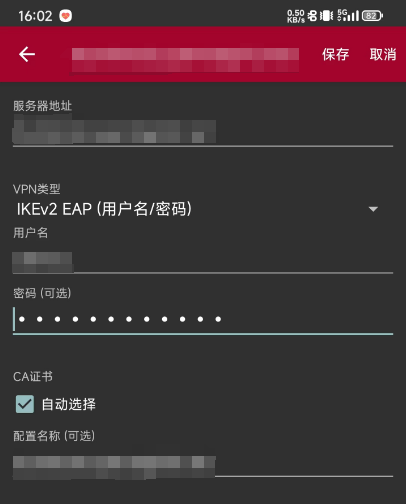 16:02
0.50
KB/s
5G
82
保存
取消
服务器地址
VPN类型
IKEv2 EAP (用户名/密码)
用户名
密码 (可选)
CA证书
自动选择
配置名称 (可选)